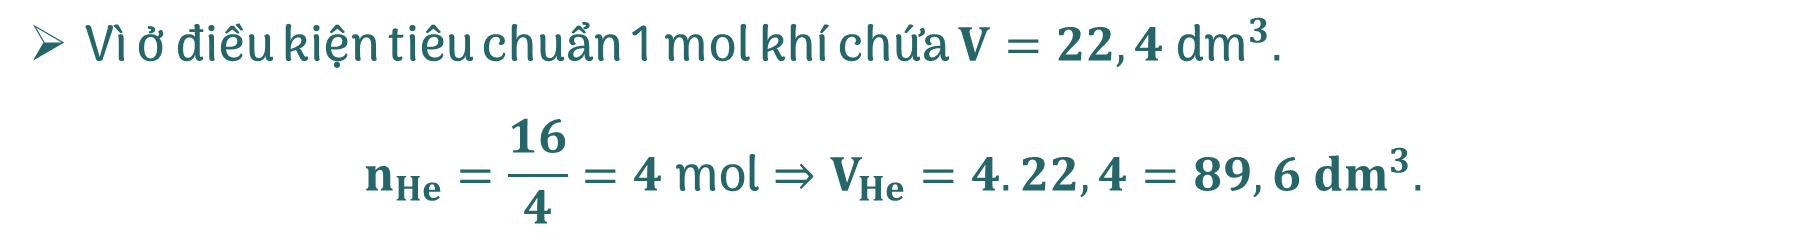 ➢ Vì ở điều kiện tiêu chuẩn 1 mol khí chứa V = 22,4 dm³.
n_He = 16/4 = 4 mol ⇒ V_He = 4.22,4 = 89,6 dm³.